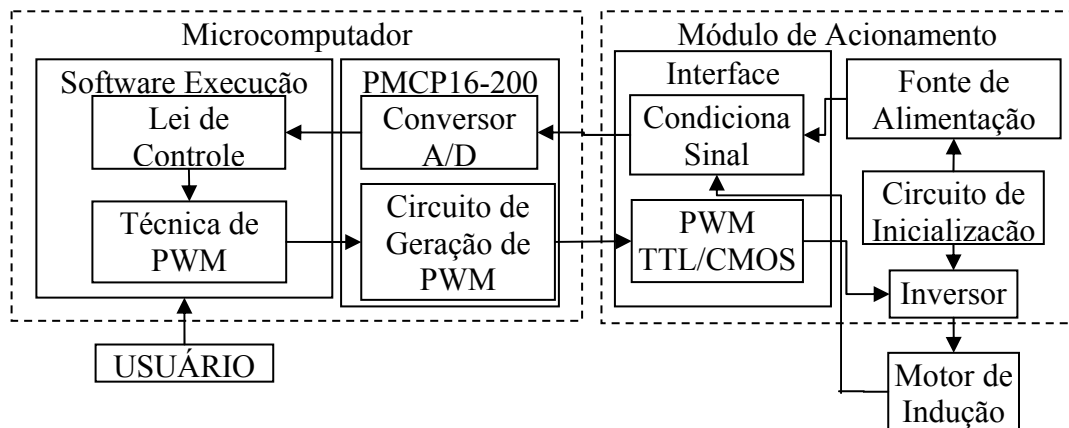 Microcomputador
Software Execução
Lei de
Controle
Técnica de
PWM
PMCP16-200
Conversor
A/D
Circuito de
Geração de
PWM
USUÁRIO
Módulo de Acionamento
Interface
Condiciona
Sinal
PWM
TTL/CMOS
Fonte de
Alimentação
Circuito de
Inicializacão
Inversor
Motor de
Indução